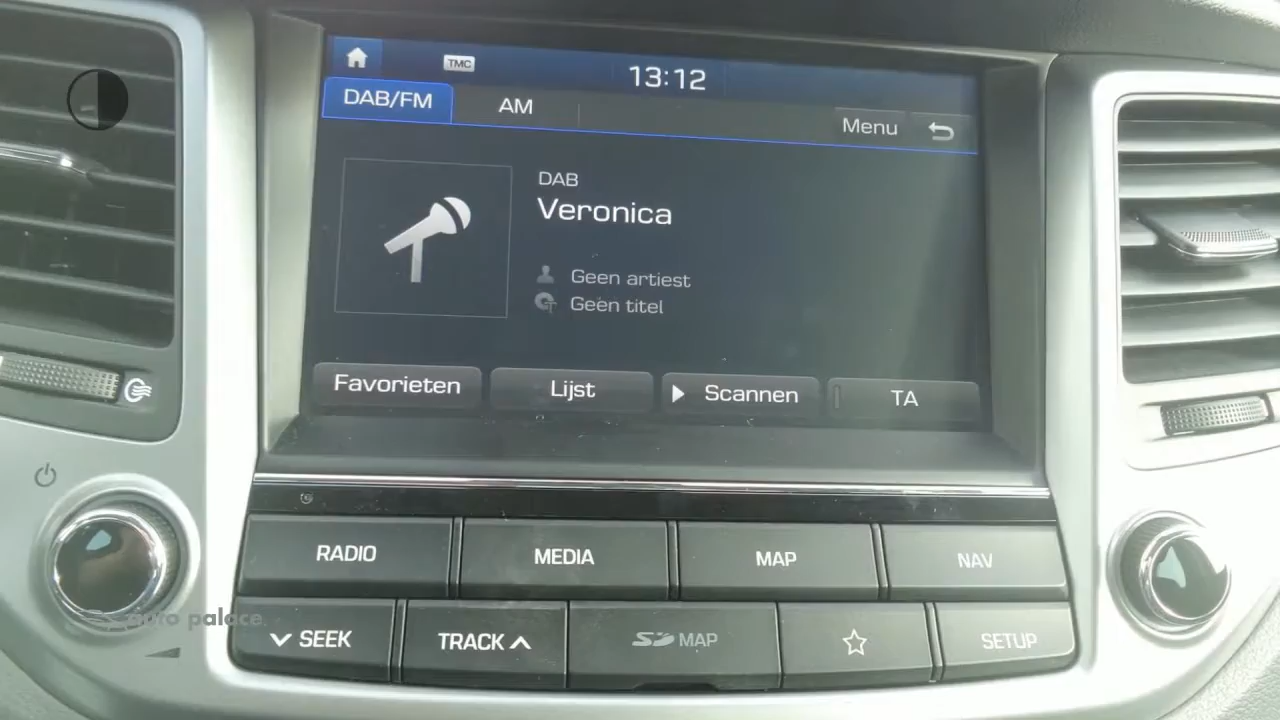 TMC
13:12
DAB/FM
AM
Menu
DAB
Veronica
Geen artiest
Geen titel
Favorieten
Lijst
Scannen
TA
RADIO
MEDIA
MAP
NAV
SEEK
TRACK
SD MAP
SETUP
auto palace